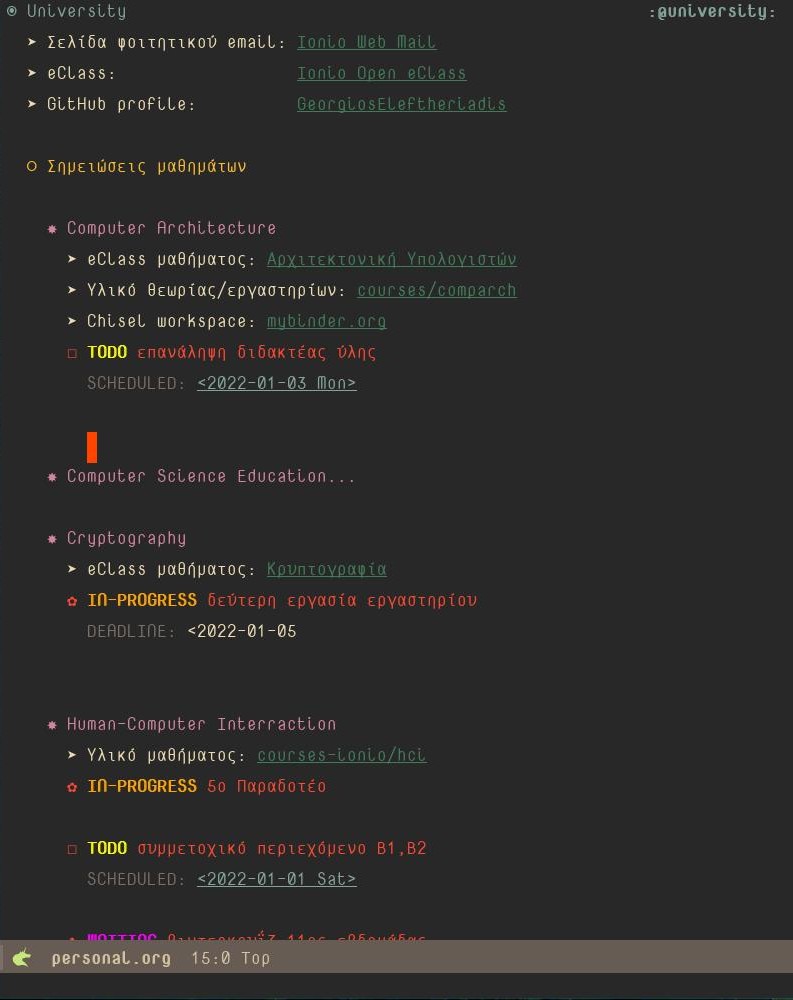 University :@university:
➤ Σελίδα φοιτητικού email: Ionio Web Mail
➤ eClass: Ionio Open eClass
➤ GitHub profile: GeorgiosEleftheriadis
Σημειώσεις μαθημάτων
Computer Architecture
➤ eClass μαθήματος: Αρχιτεκτονική Υπολογιστών
➤ Υλικό θεωρίας/εργαστηρίων: courses/comparch
➤ Chisel workspace: mybinder.org
TODO επανάληψη διδακτέας ύλης
SCHEDULED: <2022-01-03 Mon>
Computer Science Education...
Cryptography
➤ eClass μαθήματος: Κρυπτογραφία
IN-PROGRESS δεύτερη εργασία εργαστηρίου
DEADLINE: <2022-01-05
Human-Computer Interraction
➤ Υλικό μαθήματος: courses-ionio/hci
IN-PROGRESS 5ο Παραδοτέο
TODO συμμετοχικό περιεχόμενο Β1,Β2
SCHEDULED: <2022-01-01 Sat>
personal.org 15:0 Top